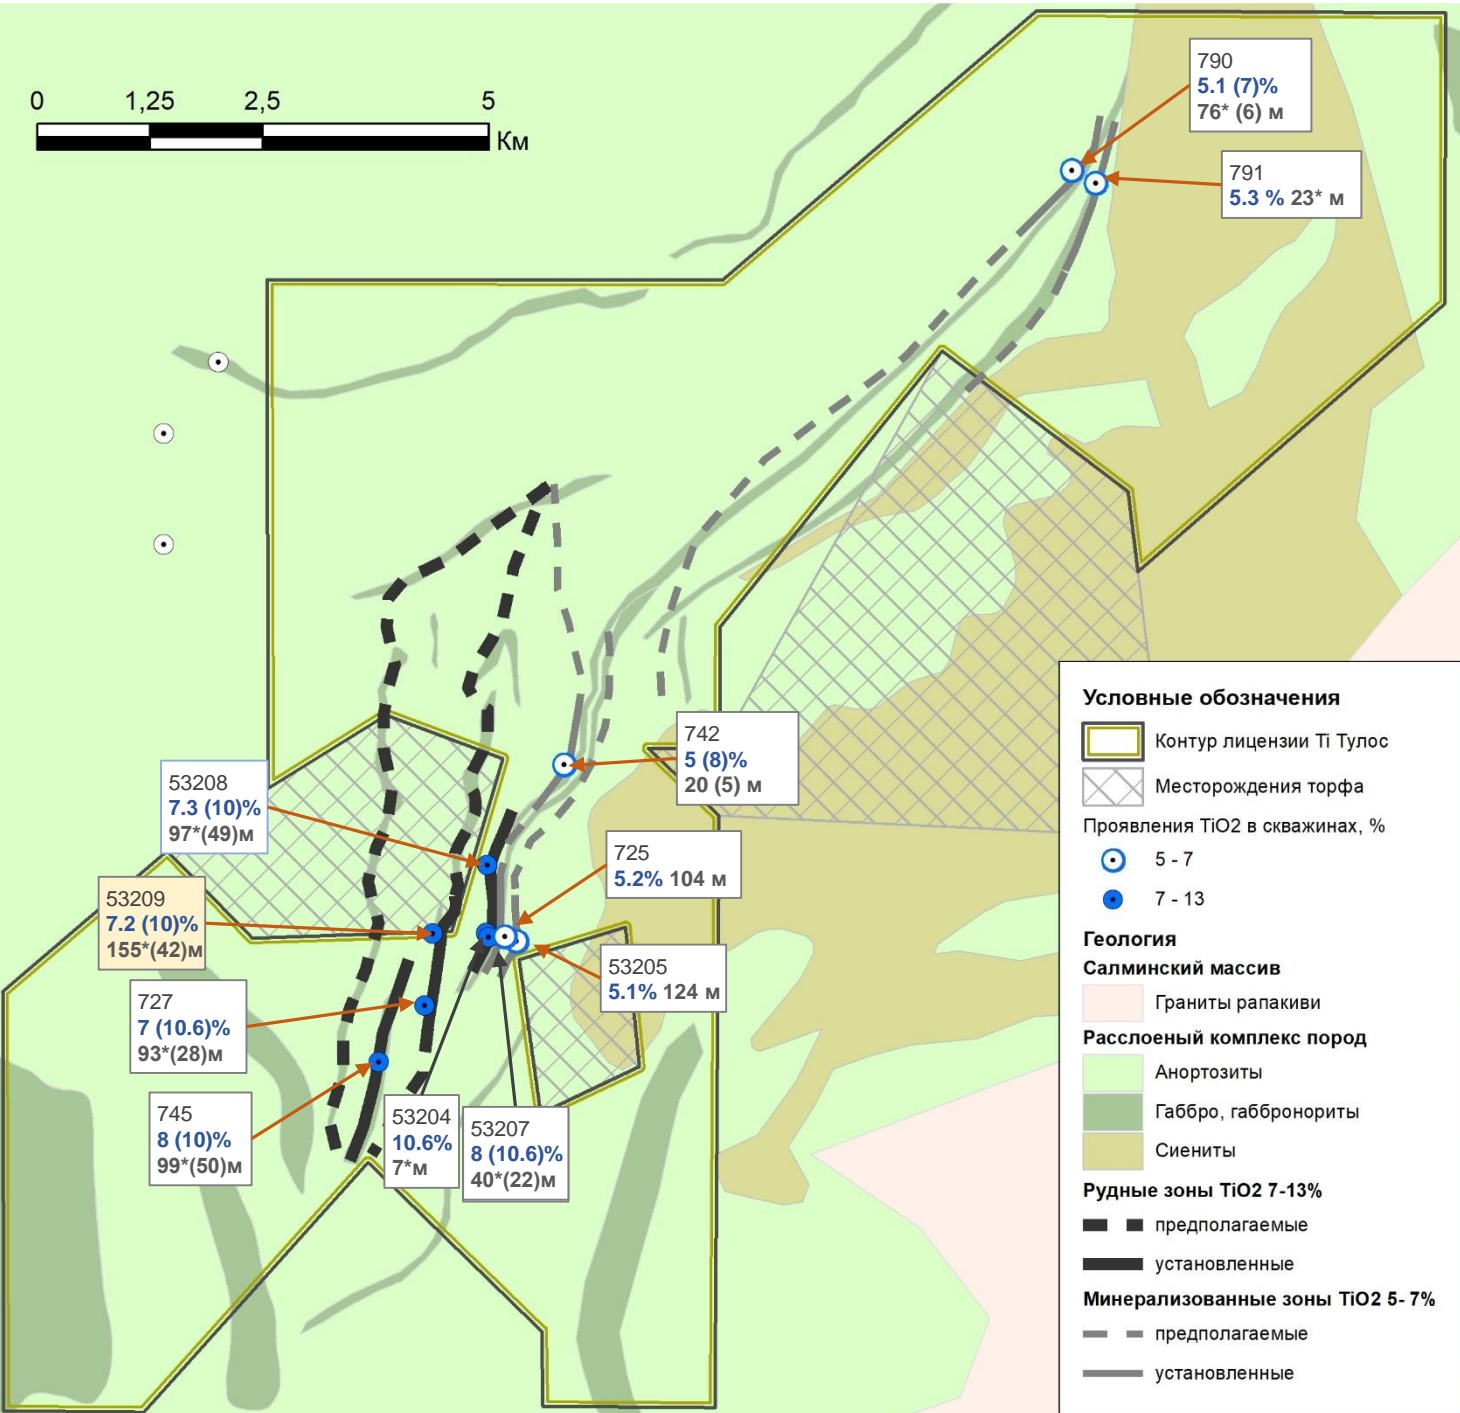 0 1,25 2,5 5
Км
790
5.1 (7)%
76* (6) м
791
5.3 % 23* м
742
5 (8)%
20 (5) м
53208
7.3 (10)%
97*(49)м
725
5.2% 104 м
53209
7.2 (10)%
155*(42)м
53205
5.1% 124 м
727
7 (10.6)%
93*(28)м
745
8 (10)%
99*(50)м
53204
10.6%
7*м
53207
8 (10.6)%
40*(22)м
Условные обозначения
Контур лицензии Ti Тулос
Месторождения торфа
Проявления TiO2 в скважинах, %
5 - 7
7 - 13
Геология
Салминский массив
Граниты рапакиви
Расслоеный комплекс пород
Анортозиты
Габбро, габбронориты
Сиениты
Рудные зоны TiO2 7-13%
предполагаемые
установленные
Минерализованные зоны TiO2 5- 7%
предполагаемые
установленные